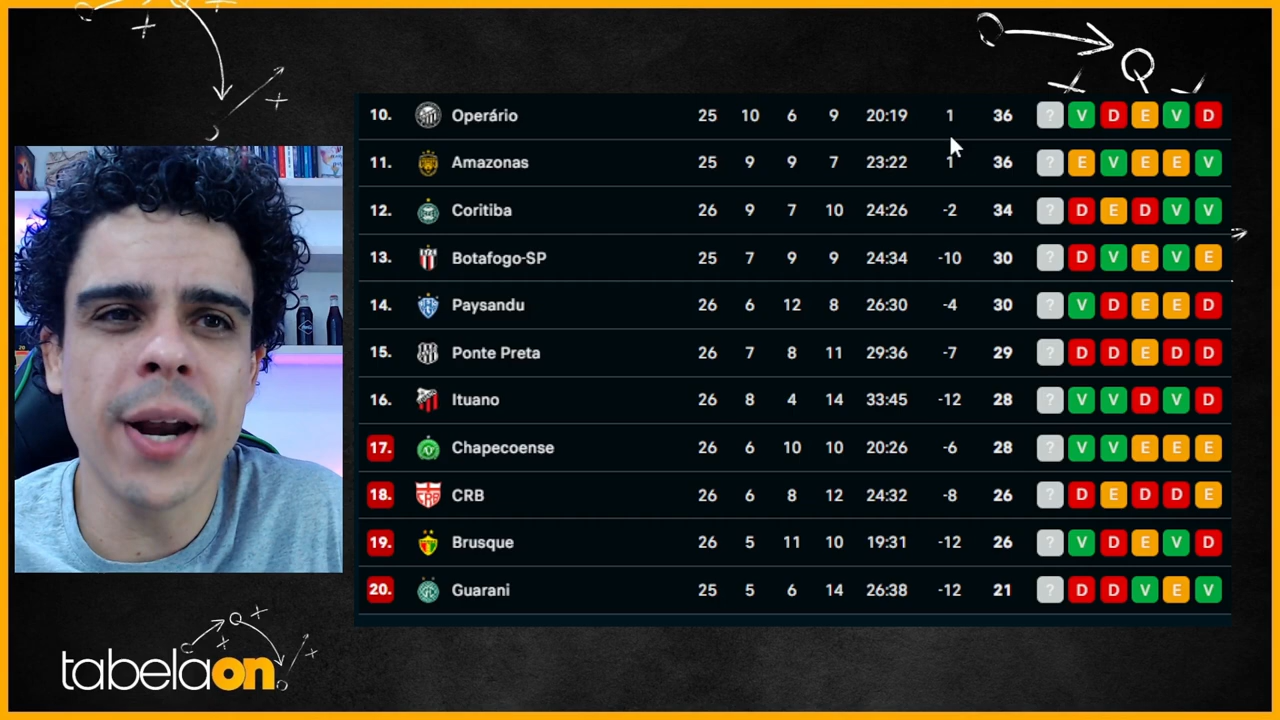 10. Operário 25 10 6 9 20:19 1 36 ? V D E V D
11. Amazonas 25 9 9 7 23:22 1 36 ? E V E E V
12. Coritiba 26 9 7 10 24:26 -2 34 ? D E D V V
13. Botafogo-SP 25 7 9 9 24:34 -10 30 ? D V E V E
14. Paysandu 26 6 12 8 26:30 -4 30 ? V D E E D
15. Ponte Preta 26 7 8 11 29:36 -7 29 ? D D E D D
16. Ituano 26 8 4 14 33:45 -12 28 ? V V D V D
17. Chapecoense 26 6 10 10 20:26 -6 28 ? V V E E E
18. CRB 26 6 8 12 24:32 -8 26 ? D E D D E
19. Brusque 26 5 11 10 19:31 -12 26 ? V D E V D
20. Guarani 25 5 6 14 26:38 -12 21 ? D D V E V
tabelaon